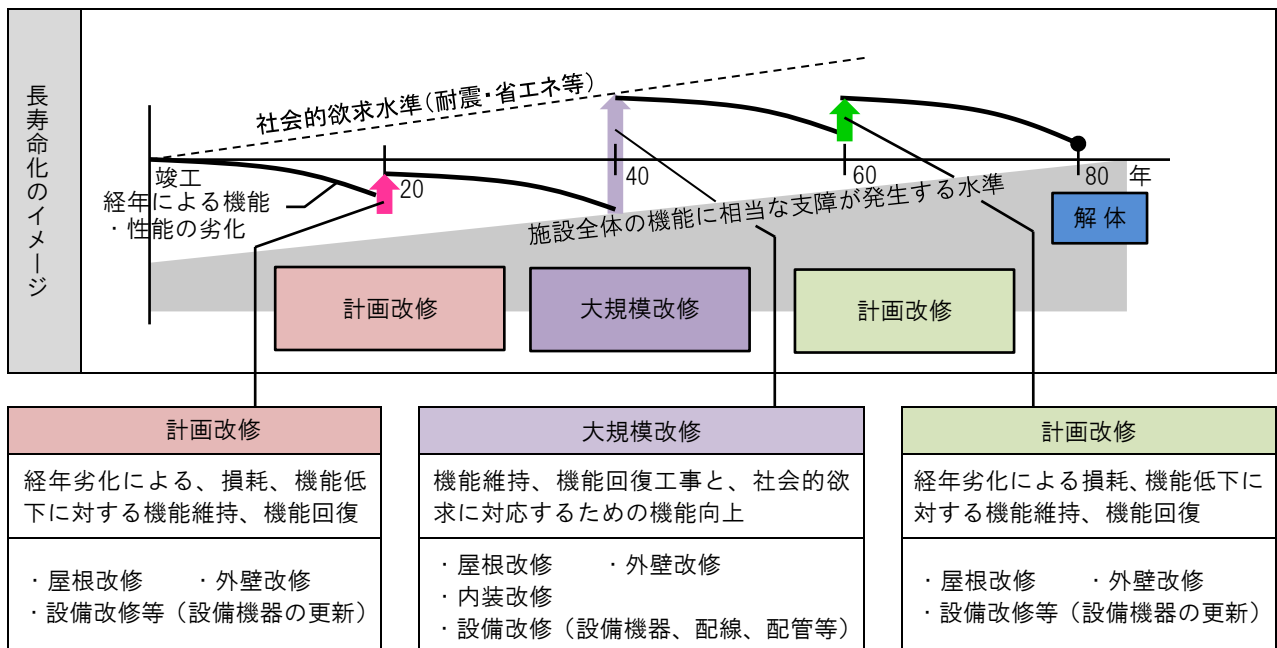 長寿命化のイメージ
社会的欲求水準（耐震・省エネ等）
竣工
経年による機能
・性能の劣化
20
40
60
80
年
施設全体の機能に相当な支障が発生する水準
解体
計画改修
大規模改修
計画改修
計画改修
経年劣化による、損耗、機能低
下に対する機能維持、機能回復
・屋根改修　・外壁改修
・設備改修等（設備機器の更新）
大規模改修
機能維持、機能回復工事と、社会的欲
求に対応するための機能向上
・屋根改修　・外壁改修
・内装改修
・設備改修（設備機器、配線、配管等）
計画改修
経年劣化による損耗、機能低下に
対する機能維持、機能回復
・屋根改修　・外壁改修
・設備改修等（設備機器の更新）